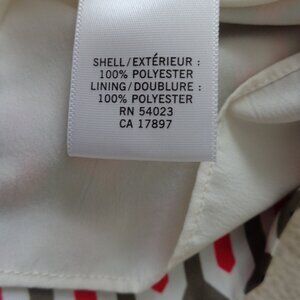 SHELL/EXTÉRIEUR :
100% POLYESTER
LINING/DOUBLURE :
100% POLYESTER
RN 54023
CA 17897